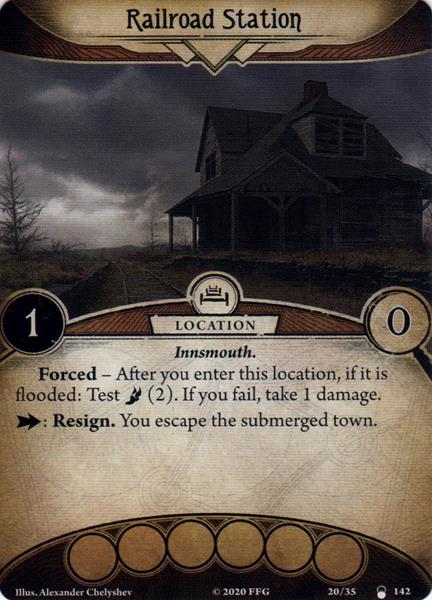 Railroad Station
1
LOCATION
0
Innsmouth.
Forced – After you enter this location, if it is
flooded: Test (2). If you fail, take 1 damage.
: Resign. You escape the submerged town.
Illus. Alexander Chelyshev © 2020 FFG 20/35 142